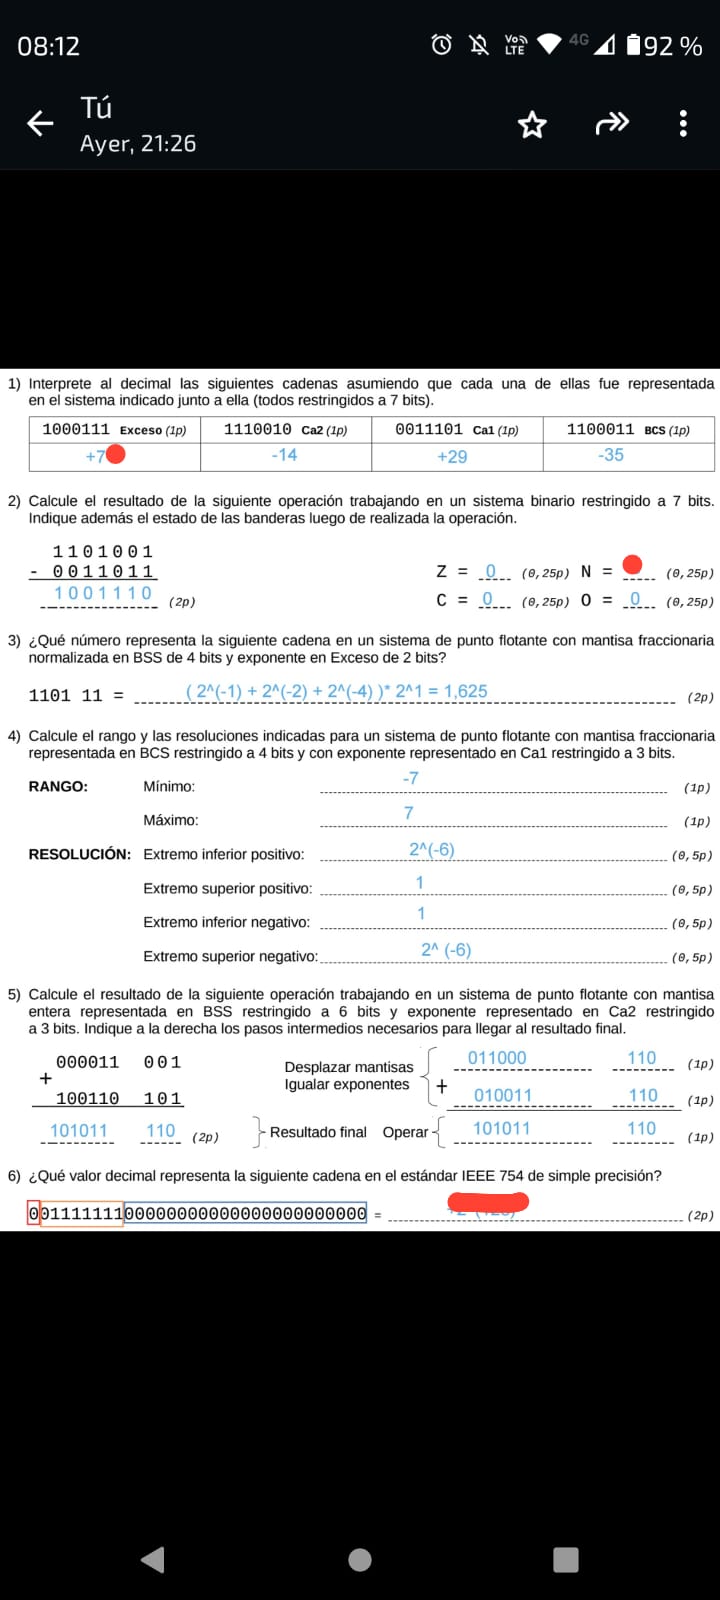 08:12
Vo))
LTE
4G
92 %
Tú
Ayer, 21:26
1) Interprete al decimal las siguientes cadenas asumiendo que cada una de ellas fue representada
en el sistema indicado junto a ella (todos restringidos a 7 bits).
1000111 Exceso (1p) 1110010 Ca2 (1p) 0011101 Ca1 (1p) 1100011 BCS (1p)
+7 -14 +29 -35
2) Calcule el resultado de la siguiente operación trabajando en un sistema binario restringido a 7 bits.
Indique además el estado de las banderas luego de realizada la operación.
1101001
- 0011011
1001110 (2p)
Z = 0 (0,25p) N = (0,25p)
C = 0 (0,25p) O = 0 (0,25p)
3) ¿Qué número representa la siguiente cadena en un sistema de punto flotante con mantisa fraccionaria
normalizada en BSS de 4 bits y exponente en Exceso de 2 bits?
1101 11 = ( 2^(-1) + 2^(-2) + 2^(-4) )* 2^1 = 1,625 (2p)
4) Calcule el rango y las resoluciones indicadas para un sistema de punto flotante con mantisa fraccionaria
representada en BCS restringido a 4 bits y con exponente representado en Ca1 restringido a 3 bits.
RANGO: Mínimo: -7 (1p)
Máximo: 7 (1p)
RESOLUCIÓN: Extremo inferior positivo: 2^(-6) (0,5p)
Extremo superior positivo: 1 (0,5p)
Extremo inferior negativo: 1 (0,5p)
Extremo superior negativo: 2^ (-6) (0,5p)
5) Calcule el resultado de la siguiente operación trabajando en un sistema de punto flotante con mantisa
entera representada en BSS restringido a 6 bits y exponente representado en Ca2 restringido
a 3 bits. Indique a la derecha los pasos intermedios necesarios para llegar al resultado final.
000011 001 Desplazar mantisas 011000 110 (1p)
+ Igualar exponentes +
100110 101 010011 110 (1p)
101011 110 (2p) Resultado final Operar 101011 110 (1p)
6) ¿Qué valor decimal representa la siguiente cadena en el estándar IEEE 754 de simple precisión?
00111111100000000000000000000000 = (2p)